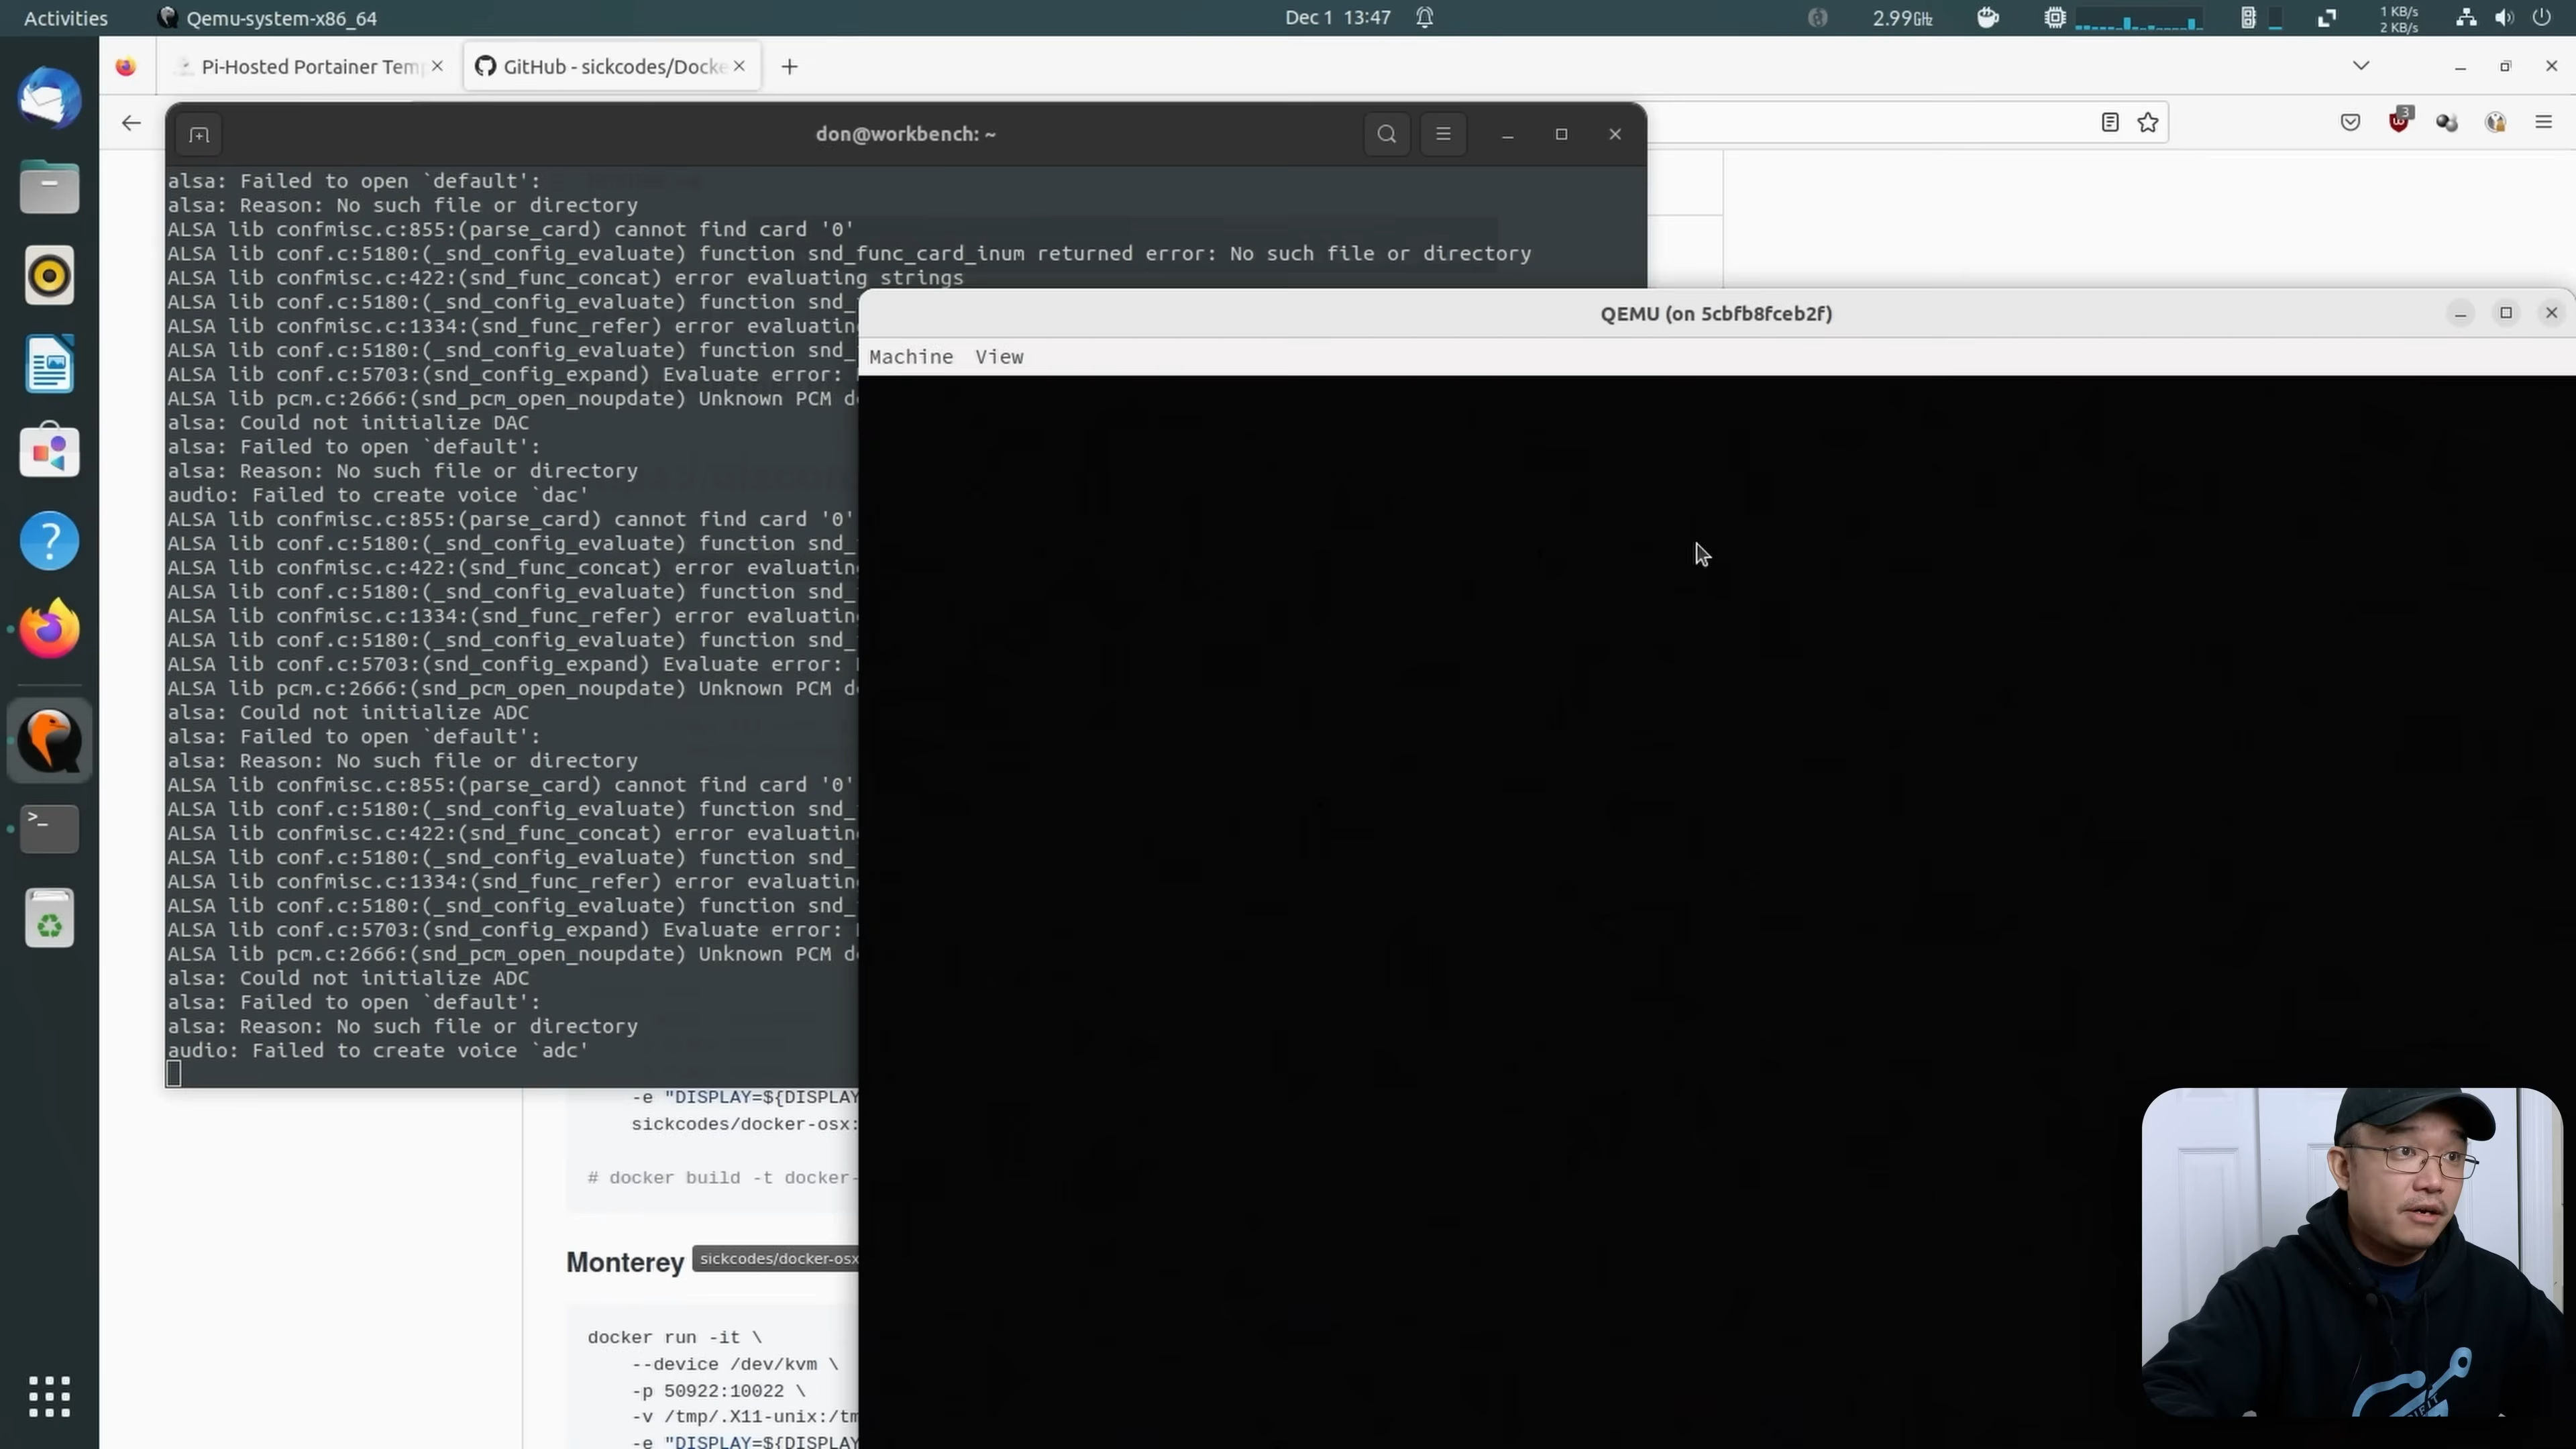 Activities
Qemu-system-x86_64
Dec 1 13:47
2.99GHz
1 KB/s
2 KB/s
Pi-Hosted Portainer Temp
GitHub - sickcodes/Docke
3
don@workbench: ~
alsa: Failed to open `default':
alsa: Reason: No such file or directory
ALSA lib confmisc.c:855:(parse_card) cannot find card '0'
ALSA lib conf.c:5180:(_snd_config_evaluate) function snd_func_card_inum returned error: No such file or directory
ALSA lib confmisc.c:422:(snd_func_concat) error evaluating strings
ALSA lib conf.c:5180:(_snd_config_evaluate) function snd_
ALSA lib confmisc.c:1334:(snd_func_refer) error evaluating
ALSA lib conf.c:5180:(_snd_config_evaluate) function snd_
ALSA lib conf.c:5703:(snd_config_expand) Evaluate error:
ALSA lib pcm.c:2666:(snd_pcm_open_noupdate) Unknown PCM
alsa: Could not initialize DAC
alsa: Failed to open `default':
alsa: Reason: No such file or directory
audio: Failed to create voice `dac'
ALSA lib confmisc.c:855:(parse_card) cannot find card '0'
ALSA lib conf.c:5180:(_snd_config_evaluate) function snd_
ALSA lib confmisc.c:422:(snd_func_concat) error evaluating
ALSA lib conf.c:5180:(_snd_config_evaluate) function snd_
ALSA lib confmisc.c:1334:(snd_func_refer) error evaluating
ALSA lib conf.c:5180:(_snd_config_evaluate) function snd_
ALSA lib conf.c:5703:(snd_config_expand) Evaluate error:
ALSA lib pcm.c:2666:(snd_pcm_open_noupdate) Unknown PCM
alsa: Could not initialize ADC
alsa: Failed to open `default':
alsa: Reason: No such file or directory
ALSA lib confmisc.c:855:(parse_card) cannot find card '0'
ALSA lib conf.c:5180:(_snd_config_evaluate) function snd_
ALSA lib confmisc.c:422:(snd_func_concat) error evaluating
ALSA lib conf.c:5180:(_snd_config_evaluate) function snd_
ALSA lib confmisc.c:1334:(snd_func_refer) error evaluating
ALSA lib conf.c:5180:(_snd_config_evaluate) function snd_
ALSA lib conf.c:5703:(snd_config_expand) Evaluate error:
ALSA lib pcm.c:2666:(snd_pcm_open_noupdate) Unknown PCM
alsa: Could not initialize ADC
alsa: Failed to open `default':
alsa: Reason: No such file or directory
audio: Failed to create voice `adc'
QEMU (on 5cbfb8fceb2f)
Machine View
-e "DISPLAY=${DISPLAY
sickcodes/docker-osx:
# docker build -t docker-
Monterey sickcodes/docker-osx
docker run -it \
--device /dev/kvm \
-p 50922:10022 \
-v /tmp/.X11-unix:/tm
-e "DISPLAY=${DISPLAY